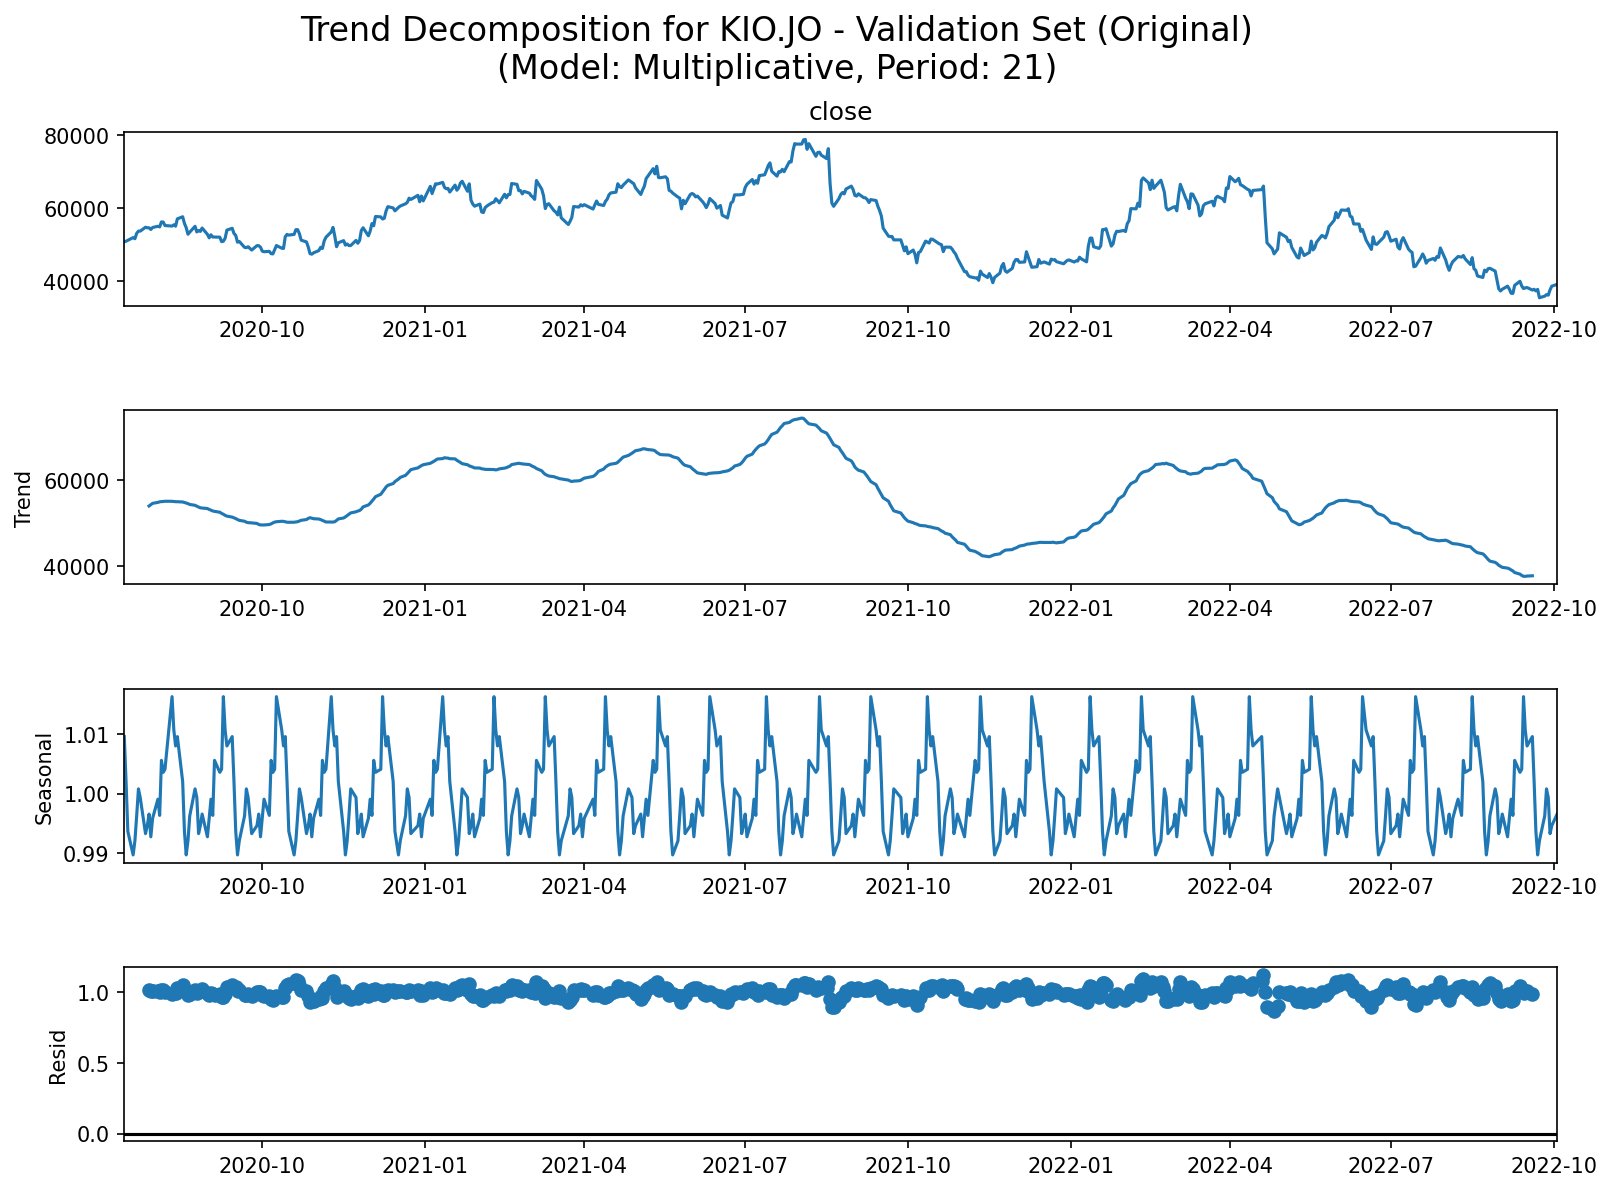 Trend Decomposition for KIO.JO - Validation Set (Original)
(Model: Multiplicative, Period: 21)
close
80000
60000
40000
2020-10 2021-01 2021-04 2021-07 2021-10 2022-01 2022-04 2022-07 2022-10
Trend
60000
40000
2020-10 2021-01 2021-04 2021-07 2021-10 2022-01 2022-04 2022-07 2022-10
Seasonal
1.01
1.00
0.99
2020-10 2021-01 2021-04 2021-07 2021-10 2022-01 2022-04 2022-07 2022-10
Resid
1.0
0.5
0.0
2020-10 2021-01 2021-04 2021-07 2021-10 2022-01 2022-04 2022-07 2022-10